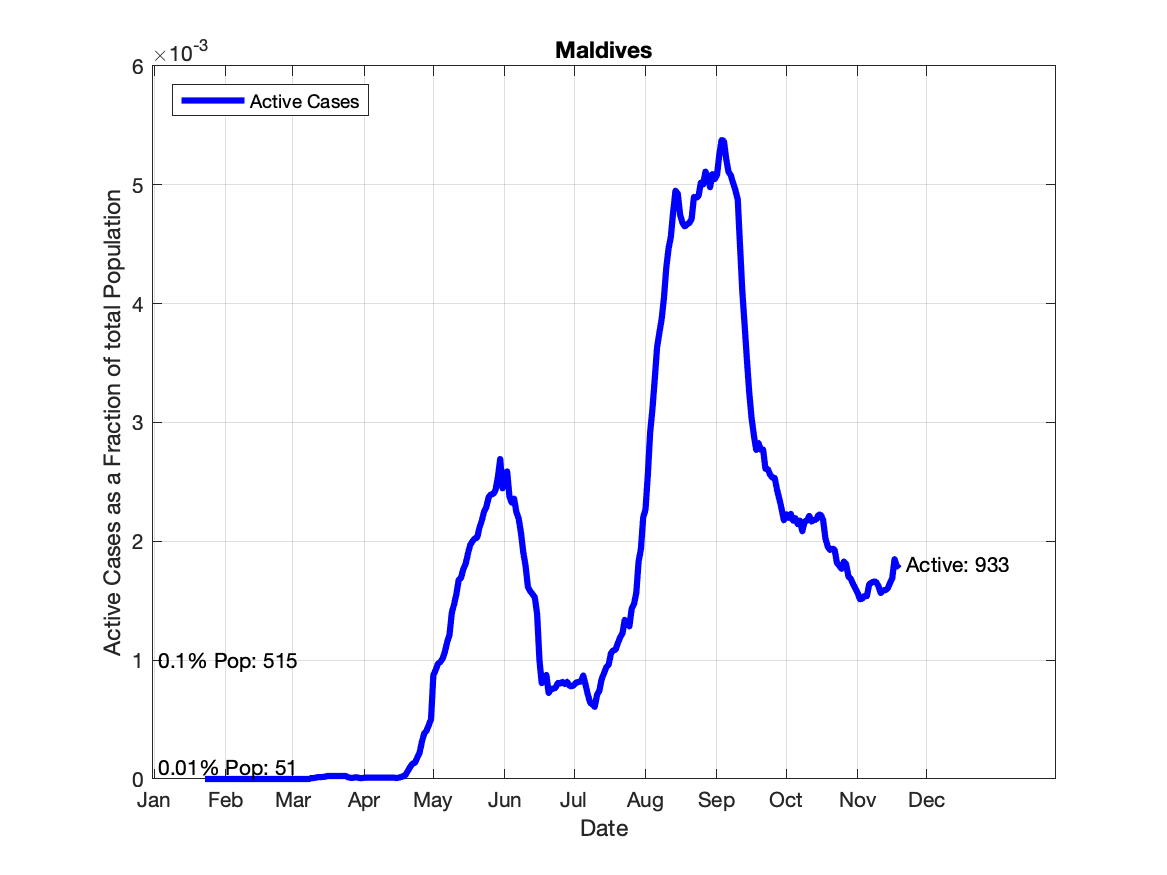 Maldives
×10-3
Active Cases
6
5
4
3
2
1
0
Active Cases as a Fraction of total Population
Active: 933
0.1% Pop: 515
0.01% Pop: 51
Jan Feb Mar Apr May Jun Jul Aug Sep Oct Nov Dec
Date